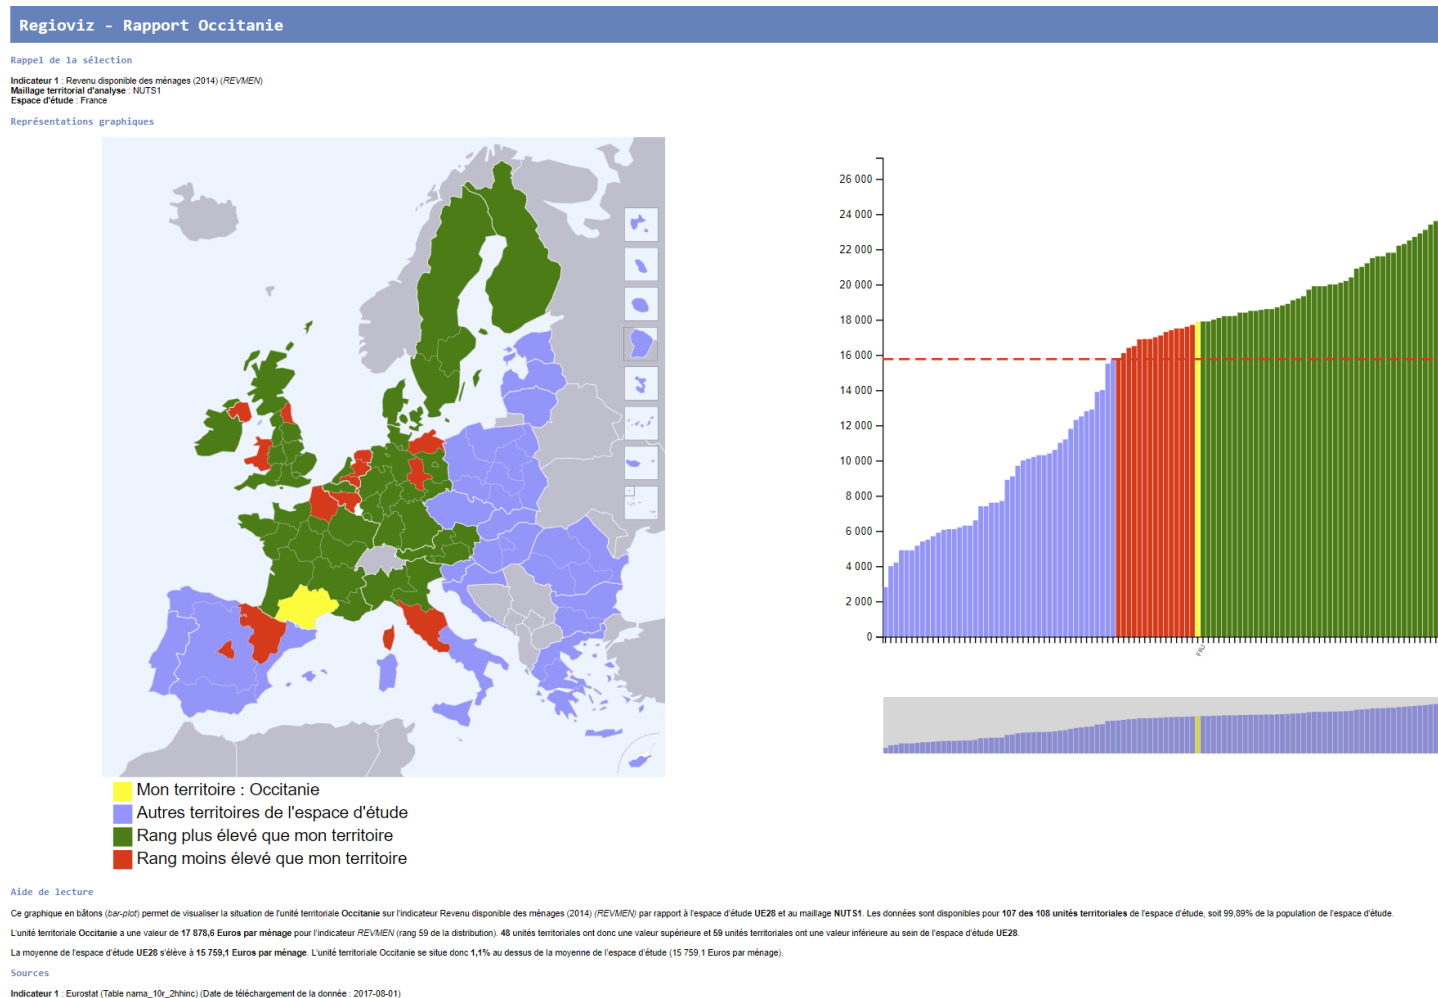 Regioviz - Rapport Occitanie
Rappel de la sélection
Indicateur 1 : Revenu disponible des ménages (2014) (REVMEN)
Maillage territorial d'analyse : NUTS1
Espace d'étude : France
Représentations graphiques
26 000
24 000
22 000
20 000
18 000
16 000
14 000
12 000
10 000
8 000
6 000
4 000
2 000
0
FRJ
Mon territoire : Occitanie
Autres territoires de l'espace d'étude
Rang plus élevé que mon territoire
Rang moins élevé que mon territoire
Aide de lecture
Ce graphique en bâtons (bar-plot) permet de visualiser la situation de l'unité territoriale Occitanie sur l'indicateur Revenu disponible des ménages (2014) (REVMEN) par rapport à l'espace d'étude UE28 et au maillage NUTS1. Les données sont disponibles pour 107 des 108 unités territoriales de l'espace d'étude, soit 99,89% de la population de l'espace d'étude.
L'unité territoriale Occitanie a une valeur de 17 878,6 Euros par ménage pour l'indicateur REVMEN (rang 59 de la distribution). 48 unités territoriales ont donc une valeur supérieure et 59 unités territoriales ont une valeur inférieure au sein de l'espace d'étude UE28.
La moyenne de l'espace d'étude UE28 s'élève à 15 759,1 Euros par ménage. L'unité territoriale Occitanie se situe donc 1,1% au dessus de la moyenne de l'espace d'étude (15 759,1 Euros par ménage).
Sources
Indicateur 1 : Eurostat (Table nama_10r_2hhinc) (Date de téléchargement de la donnée : 2017-08-01)